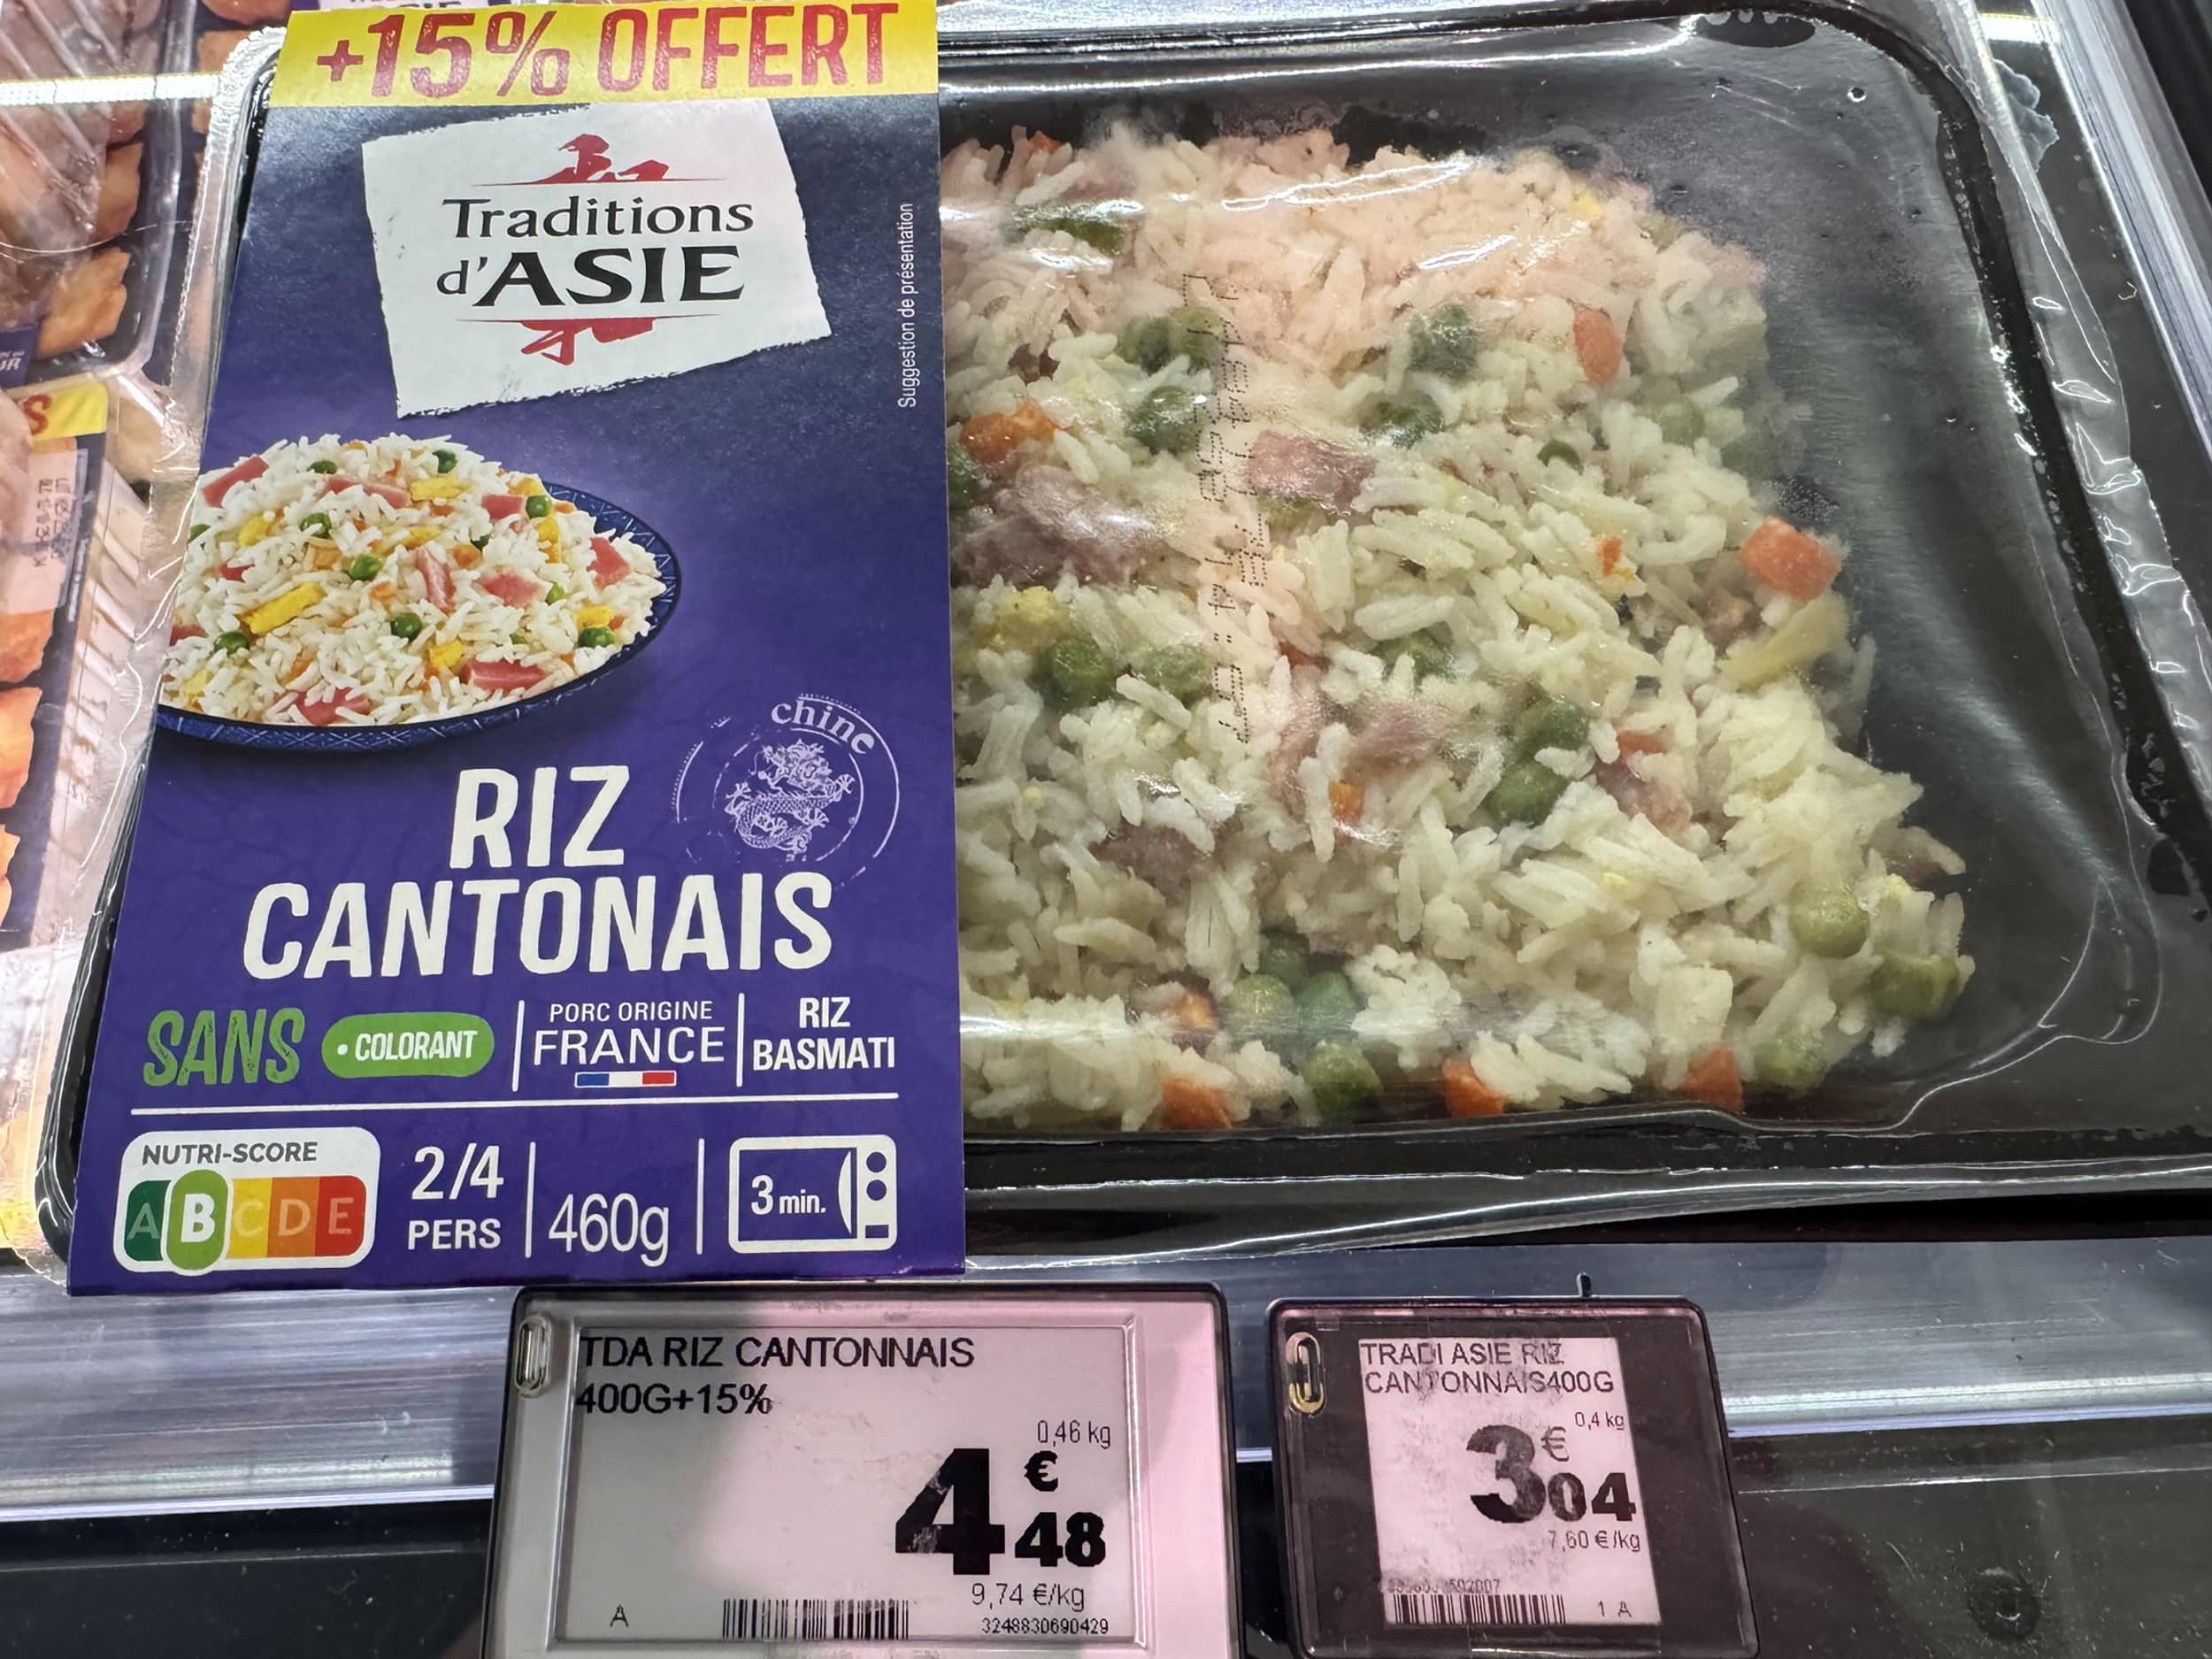 +15% OFFERT
Traditions
d'ASIE
Suggestion de présentation
chine
RIZ
CANTONAIS
SANS • COLORANT
PORC ORIGINE
FRANCE
RIZ
BASMATI
NUTRI-SCORE
A B C D E
2/4
PERS
460g
3 min.
TDA RIZ CANTONNAIS
400G+15%
0,46 kg
4 € 48
9,74 €/kg
A
3248830690429
TRADI ASIE RIZ
CANTONNAIS400G
0,4 kg
3 € 04
7,60 €/kg
1 A